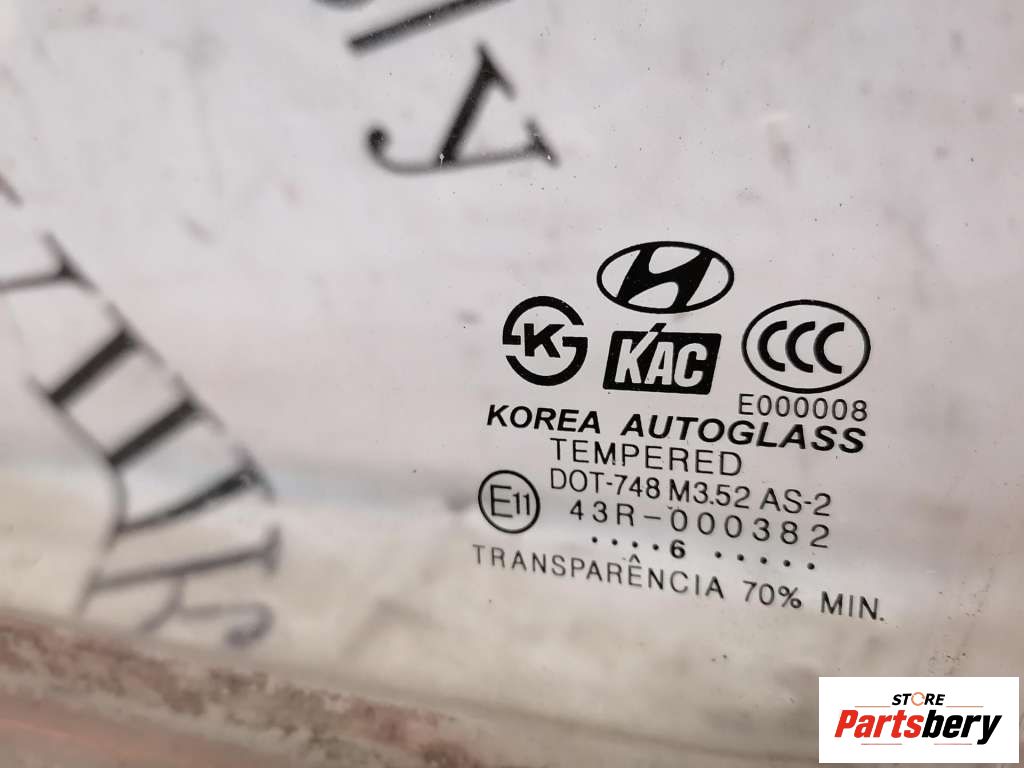 K
KAC
CCC
E000008
KOREA AUTOGLASS
TEMPERED
DOT-748 M3.52 AS-2
E11
43R-000382
....6 .....
TRANSPARÊNCIA 70% MIN.
STORE
Partsbery